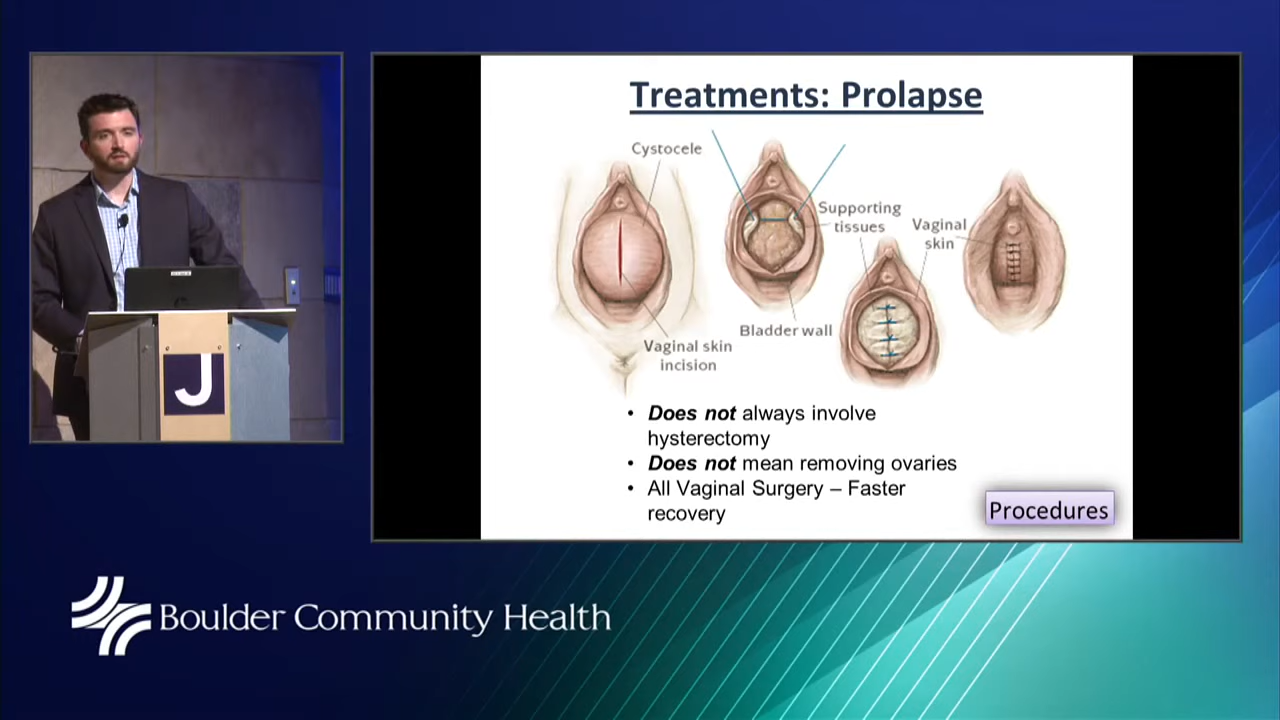 Treatments: Prolapse
Cystocele
Supporting
tissues
Vaginal
skin
Bladder wall
Vaginal skin
incision
• Does not always involve
hysterectomy
• Does not mean removing ovaries
• All Vaginal Surgery – Faster
recovery
Procedures
J
Boulder Community Health